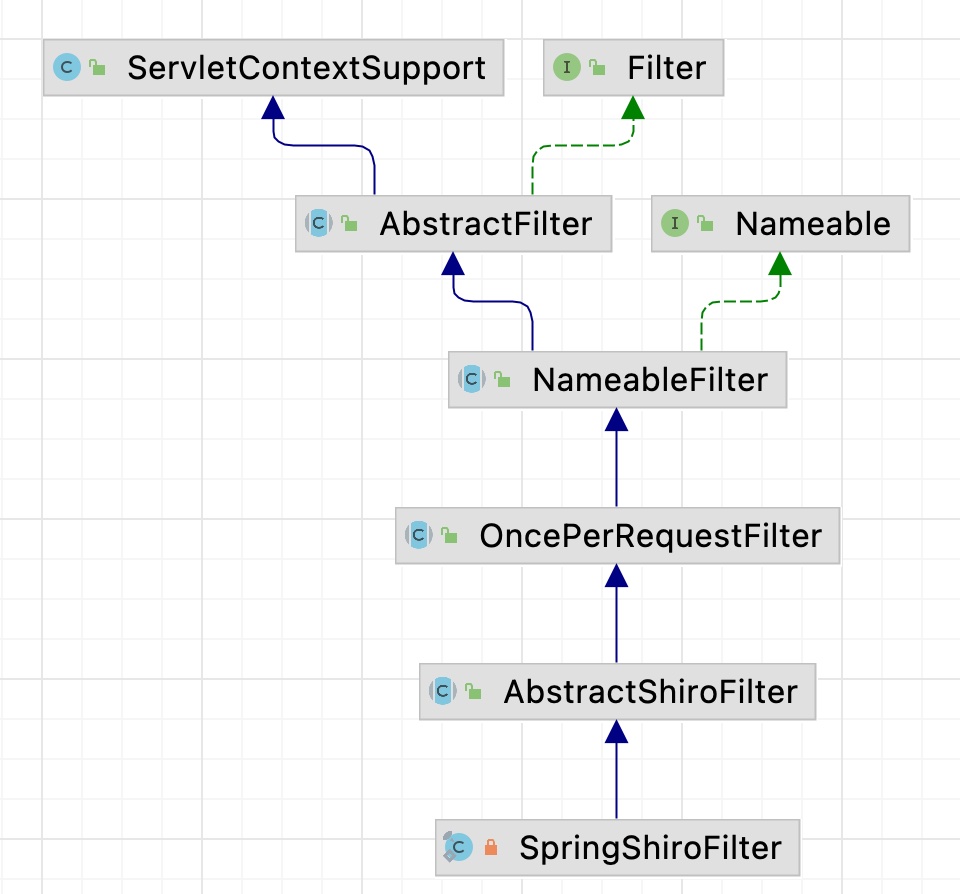 C ServletContextSupport
I Filter
C AbstractFilter
I Nameable
C NameableFilter
C OncePerRequestFilter
C AbstractShiroFilter
C SpringShiroFilter